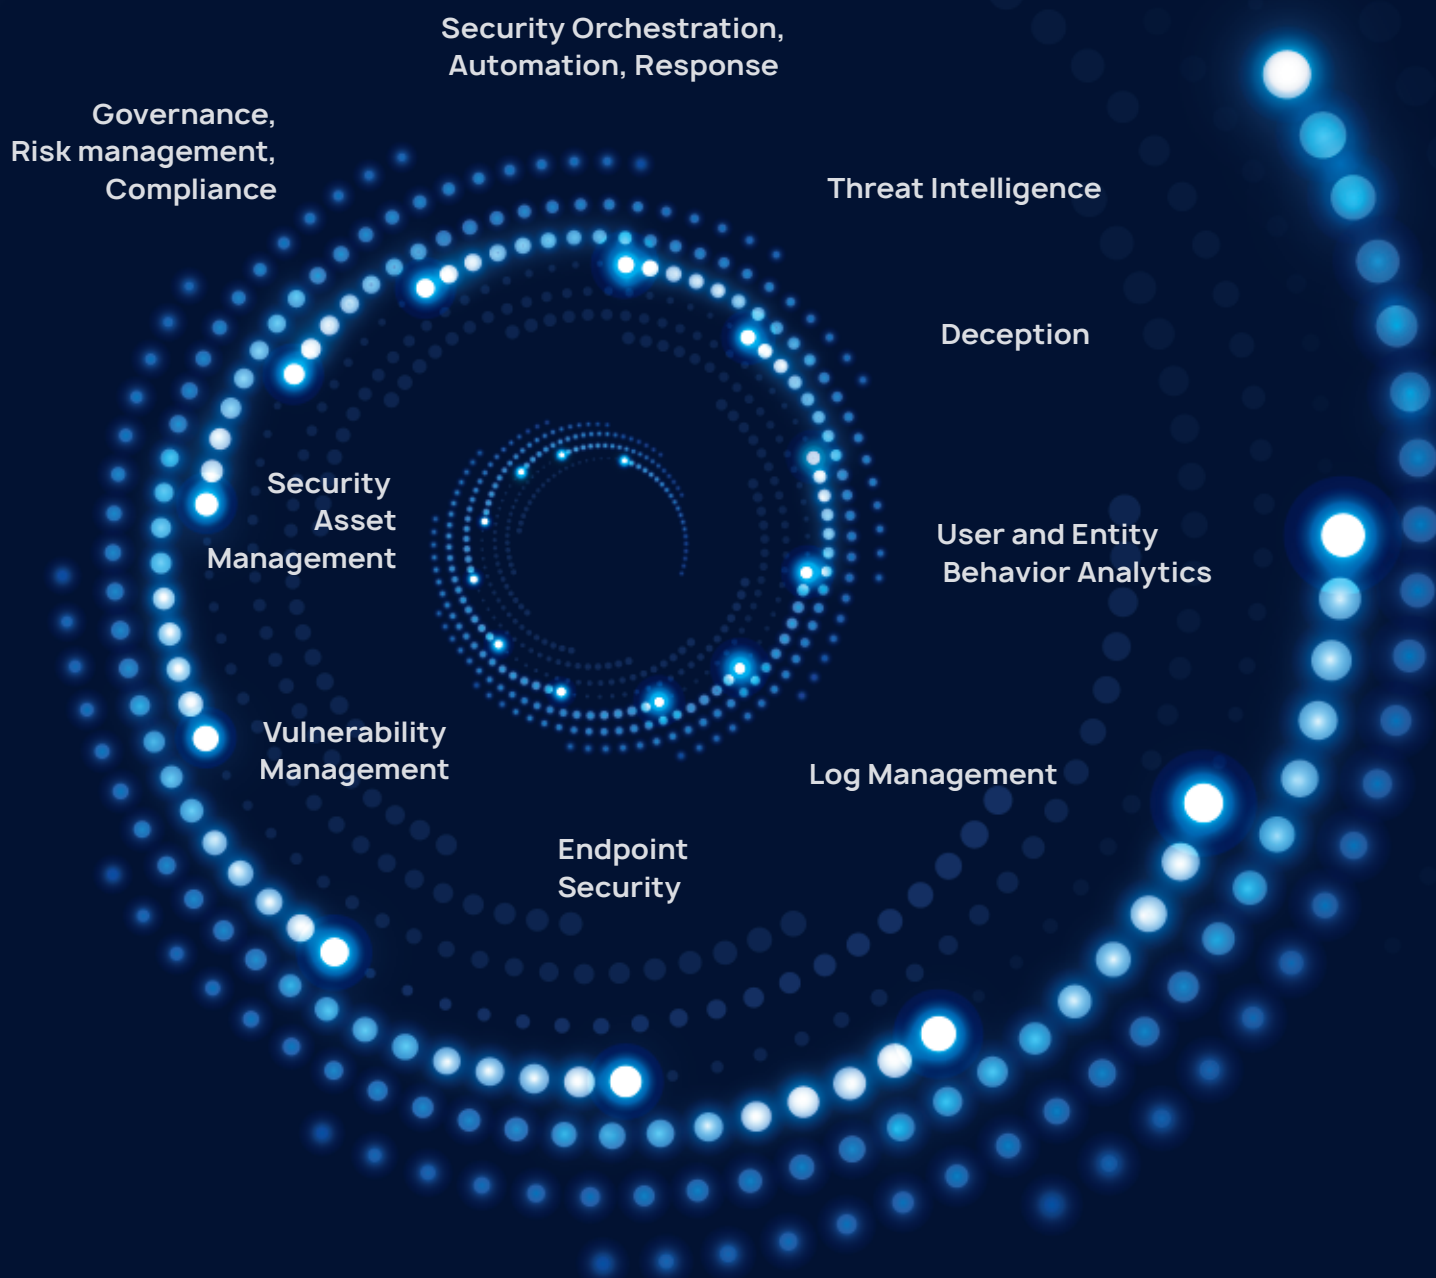 Security Orchestration,
Automation, Response
Governance,
Risk management,
Compliance
Threat Intelligence
Deception
Security
Asset
Management
User and Entity
Behavior Analytics
Vulnerability
Management
Log Management
Endpoint
Security